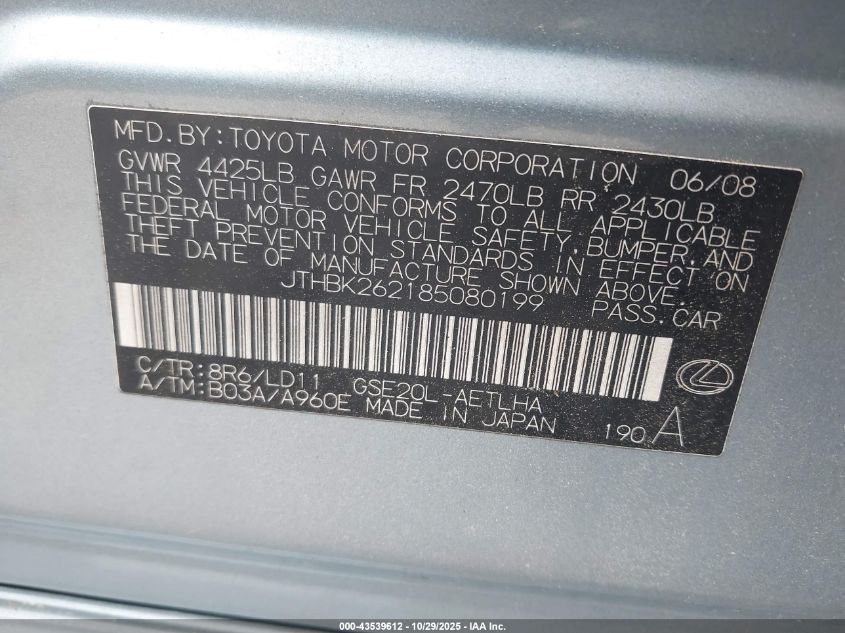 MFD.BY:TOYOTA MOTOR CORPORATION 06/08
GVWR 4425LB GAWR FR 2470LB RR 2430LB
THIS VEHICLE CONFORMS TO ALL APPLICABLE
FEDERAL MOTOR VEHICLE SAFETY,BUMPER,AND
THEFT PREVENTION STANDARDS IN EFFECT ON
THE DATE OF MANUFACTURE SHOWN ABOVE.
JTHBK262185080199 PASS.CAR
C/TR:8R6/LD11 GSE20L-AETLHA
A/TM:B03A/A960E MADE IN JAPAN 190 A
000-43539612 - 10/29/2025 - IAA Inc.